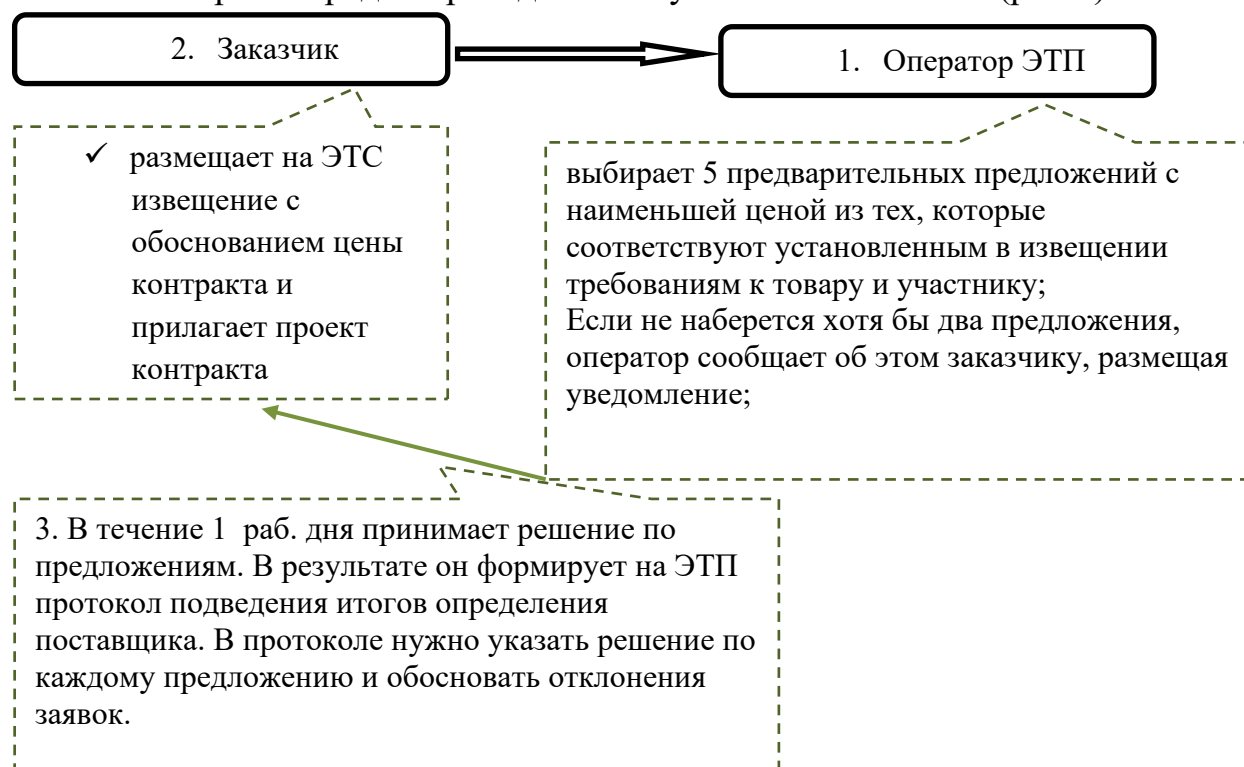 2. Заказчик
1. Оператор ЭТП
✓ размещает на ЭТС
извещение с
обоснованием цены
контракта и
прилагает проект
контракта
выбирает 5 предварительных предложений с
наименьшей ценой из тех, которые
соответствуют установленным в извещении
требованиям к товару и участнику;
Если не наберется хотя бы два предложения,
оператор сообщает об этом заказчику, размещая
уведомление;
3. В течение 1 раб. дня принимает решение по
предложениям. В результате он формирует на ЭТП
протокол подведения итогов определения
поставщика. В протоколе нужно указать решение по
каждому предложению и обосновать отклонения
заявок.